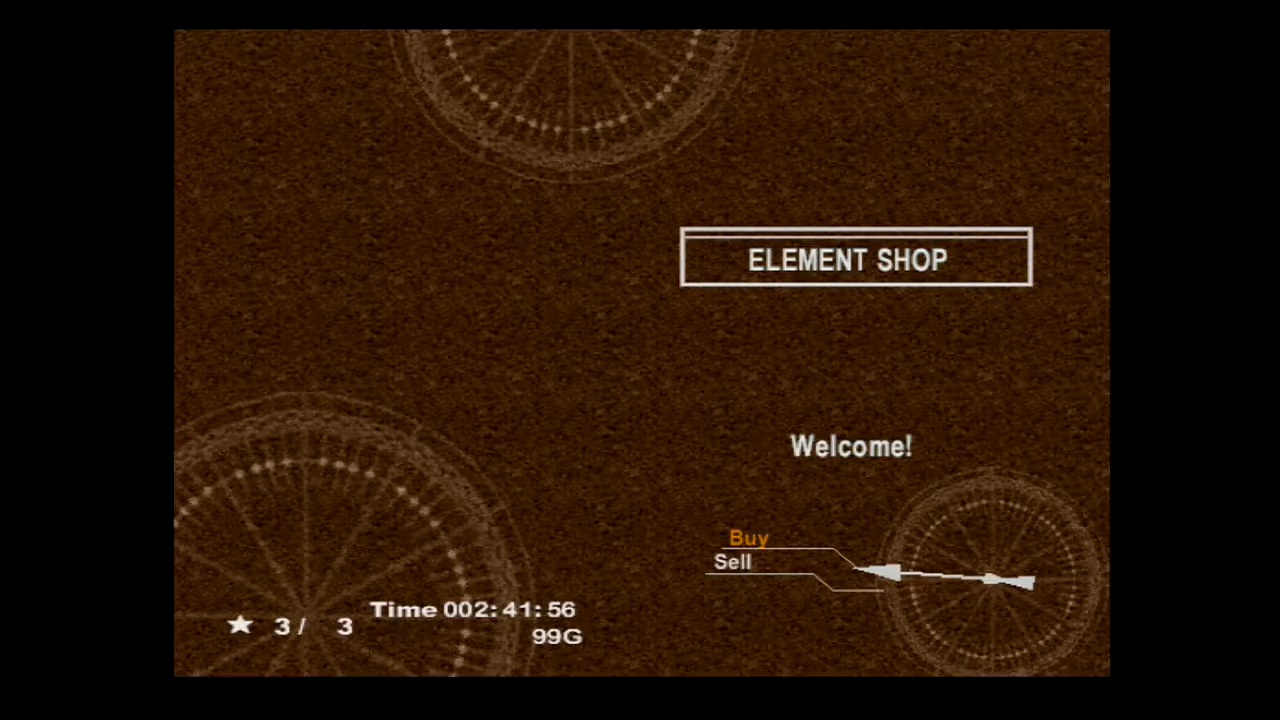 ELEMENT SHOP
Welcome!
Buy
Sell
Time 002:41:56
★ 3/ 3
99G